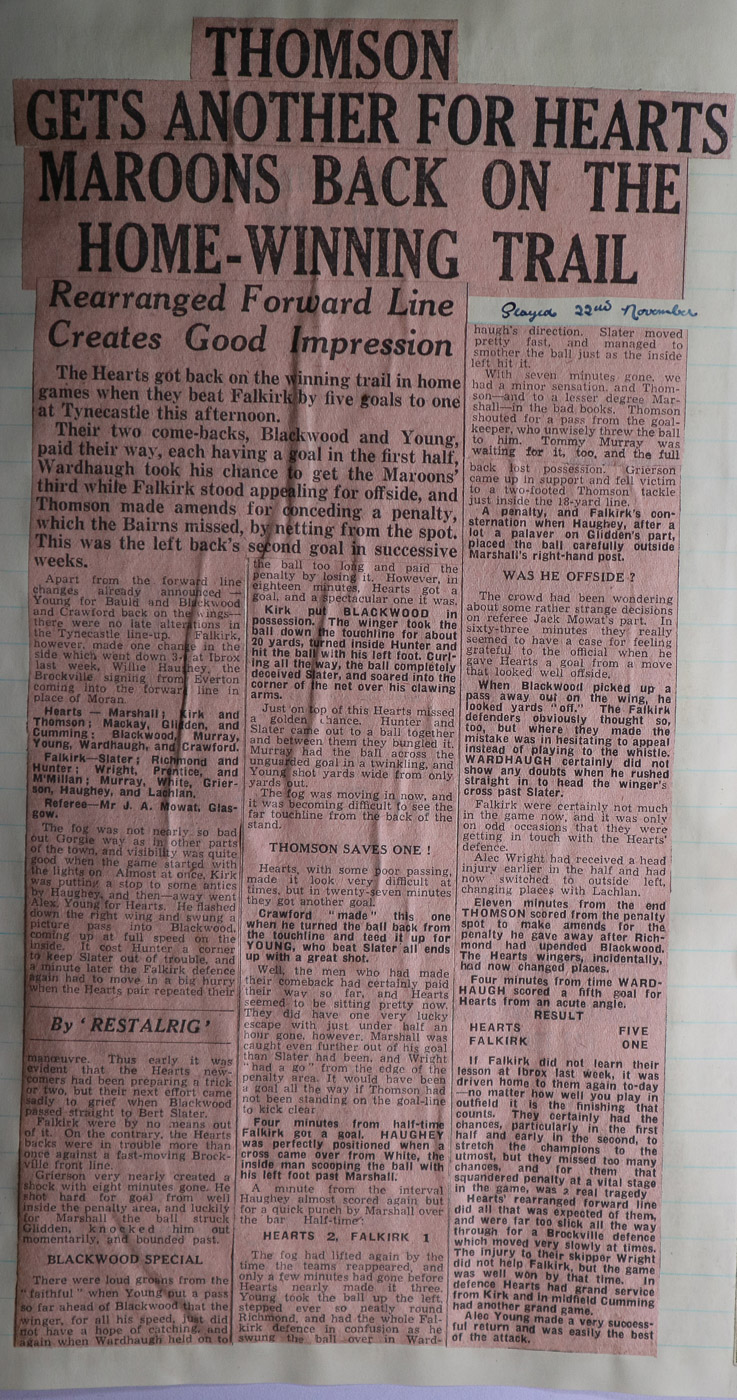 THOMSON
GETS ANOTHER FOR HEARTS
MAROONS BACK ON THE
HOME-WINNING TRAIL
Rearranged Forward Line
Creates Good Impression
The Hearts got back on the winning trail in home
games when they beat Falkirk by five goals to one
at Tynecastle this afternoon.
Their two come-backs, Blackwood and Young,
paid their way, each having a goal in the first half,
Wardhaugh took his chance to get the Maroons'
third while Falkirk stood appealing for offside, and
Thomson made amends for conceding a penalty,
which the Bairns missed, by netting from the spot.
This was the left back's second goal in successive
weeks.
Apart from the forward line
changes already announced —
Young for Bauld and Blackwood
and Crawford back on the wings—
there were no late alterations in
the Tynecastle line-up. Falkirk,
however, made one change in the
side which went down 3- at Ibrox
last week, Willie Haughey, the
Brockville signing from Everton
coming into the forward line in
place of Moran.
Hearts — Marshall; Kirk and
Thomson; Mackay, Glidden, and
Cumming; Blackwood, Murray,
Young, Wardhaugh, and Crawford.
Falkirk—Slater; Richmond and
Hunter; Wright, Prentice, and
M'Millan; Murray, White, Grier-
son, Haughey, and Lachlan.
Referee—Mr J. A. Mowat, Glas-
gow.
The fog was not nearly so bad
out Gorgie way as in other parts
of the town, and visibility was quite
good when the game started with
the lights on. Almost at once, Kirk
was putting a stop to some antics
by Haughey, and then—away went
Alex. Young for Hearts. He flashed
down the right wing and swung a
picture pass into Blackwood,
coming up at full speed on the
inside. It cost Hunter a corner
to keep Slater out of trouble, and
a minute later the Falkirk defence
again had to move in a big hurry
when the Hearts pair repeated their
By 'RESTALRIG'
manœuvre. Thus early it was
evident that the Hearts new-
comers had been preparing a trick
or two, but their next effort came
sadly to grief when Blackwood
passed straight to Bert Slater.
Falkirk were by no means out
of it. On the contrary, the Hearts
backs were in trouble more than
once against a fast-moving Brock-
ville front line.
Grierson very nearly created a
shock with eight minutes gone. He
shot hard for goal from well
inside the penalty area, and luckily
for Marshall the ball struck
Glidden, knocked him out
momentarily, and bounded past.
BLACKWOOD SPECIAL
There were loud groans from the
"faithful" when Young put a pass
so far ahead of Blackwood that the
winger, for all his speed, just did
not have a hope of catching, and
again when Wardhaugh held on to
the ball too long and paid the
penalty by losing it. However, in
eighteen minutes, Hearts got a
goal, and a spectacular one it was.
Kirk put BLACKWOOD in
possession. The winger took the
ball down the touchline for about
20 yards, turned inside Hunter and
hit the ball with his left foot. Curl-
ing all the way, the ball completely
deceived Slater, and soared into the
corner of the net over his clawing
arms.
Just on top of this Hearts missed
a golden chance. Hunter and
Slater came out to a ball together
and between them they bungled it.
Murray had the ball across the
unguarded goal in a twinkling, and
Young shot yards wide from only
yards out.
The fog was moving in now, and
it was becoming difficult to see the
far touchline from the back of the
stand.
THOMSON SAVES ONE!
Hearts, with some poor passing,
made it look very difficult at
times, but in twenty-seven minutes
they got another goal.
Crawford "made" this one
when he turned the ball back from
the touchline and teed it up for
YOUNG, who beat Slater all ends
up with a great shot.
Well, the men who had made
their comeback had certainly paid
their way so far, and Hearts
seemed to be sitting pretty now.
They did have one very lucky
escape with just under half an
hour gone, however. Marshall was
caught even further out of his goal
than Slater had been, and Wright
"had a go" from the edge of the
penalty area. It would have been
a goal all the way if Thomson had
not been standing on the goal-line
to kick clear.
Four minutes from half-time
Falkirk got a goal. HAUGHEY
was perfectly positioned when a
cross came over from White, the
inside man scooping the ball with
his left foot past Marshall.
A minute from the interval
Haughey almost scored again but
for a quick punch by Marshall over
the bar. Half-time:
HEARTS 2, FALKIRK 1
The fog had lifted again by the
time the teams reappeared, and
only a few minutes had gone before
Hearts nearly made it three.
Young took the ball up the left,
stepped ever so neatly round
Richmond, and had the whole Fal-
kirk defence in confusion as he
swung the ball over in Ward-
Played 22nd November
haugh's direction. Slater moved
pretty fast, and managed to
smother the ball just as the inside
left hit it.
With seven minutes gone, we
had a minor sensation, and Thom-
son—and to a lesser degree Mar-
shall—in the bad books. Thomson
shouted for a pass from the goal-
keeper, who unwisely threw the ball
to him. Tommy Murray was
waiting for it, too, and the full
back lost possession. Grierson
came up in support and fell victim
to a two-footed Thomson tackle
just inside the 18-yard line.
A penalty, and Falkirk's con-
sternation when Haughey, after a
lot a palaver on Glidden's part,
placed the ball carefully outside
Marshall's right-hand post.
WAS HE OFFSIDE?
The crowd had been wondering
about some rather strange decisions
on referee Jack Mowat's part. In
sixty-three minutes they really
seemed to have a case for feeling
grateful to the official when he
gave Hearts a goal from a move
that looked well offside.
When Blackwood picked up a
pass away out on the wing, he
looked yards "off." The Falkirk
defenders obviously thought so,
too, but where they made the
mistake was in hesitating to appeal
instead of playing to the whistle.
WARDHAUGH certainly did not
show any doubts when he rushed
straight in to head the winger's
cross past Slater.
Falkirk were certainly not much
in the game now, and it was only
on odd occasions that they were
getting in touch with the Hearts'
defence.
Alec Wright had received a head
injury earlier in the half and had
now switched to outside left,
changing places with Lachlan.
Eleven minutes from the end
THOMSON scored from the penalty
spot to make amends for the
penalty he gave away after Rich-
mond had upended Blackwood.
The Hearts wingers, incidentally,
had now changed places.
Four minutes from time WARD-
HAUGH scored a fifth goal for
Hearts from an acute angle.
RESULT
HEARTS FIVE
FALKIRK ONE
If Falkirk did not learn their
lesson at Ibrox last week, it was
driven home to them again to-day
—no matter how well you play in
outfield it is the finishing that
counts. They certainly had the
chances, particularly in the first
half and early in the second, to
stretch the champions to the
utmost, but they missed too many
chances, and for them that
squandered penalty at a vital stage
in the game, was a real tragedy
Hearts' rearranged forward line
did all that was expected of them,
and were far too slick all the way
through for a Brockville defence
which moved very slowly at times.
The injury to their skipper Wright
did not help Falkirk, but the game
was well won by that time. In
defence Hearts had grand service
from Kirk and in midfield Cumming
had another grand game.
Alec Young made a very success-
ful return and was easily the best
of the attack.